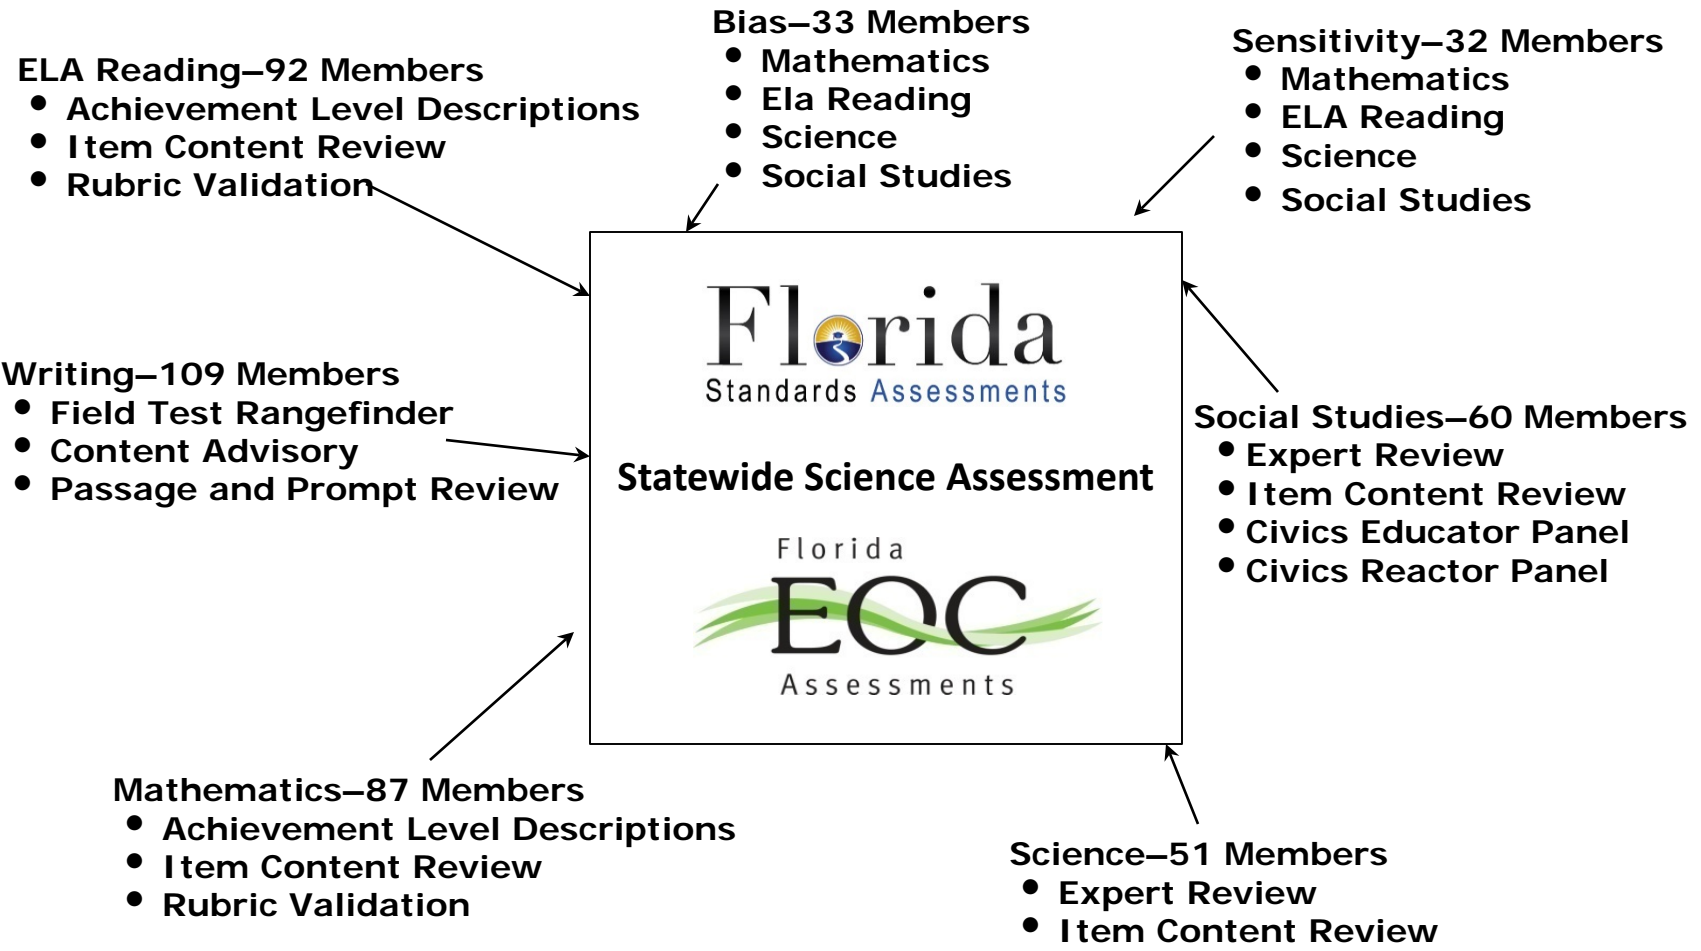 Bias–33 Members
• Mathematics
• Ela Reading
• Science
• Social Studies
Sensitivity–32 Members
• Mathematics
• ELA Reading
• Science
• Social Studies
ELA Reading–92 Members
• Achievement Level Descriptions
• Item Content Review
• Rubric Validation
Florida
Standards Assessments
Statewide Science Assessment
Florida
EOC
Assessments
Writing–109 Members
• Field Test Rangefinder
• Content Advisory
• Passage and Prompt Review
Social Studies–60 Members
• Expert Review
• Item Content Review
• Civics Educator Panel
• Civics Reactor Panel
Mathematics–87 Members
• Achievement Level Descriptions
• Item Content Review
• Rubric Validation
Science–51 Members
• Expert Review
• Item Content Review